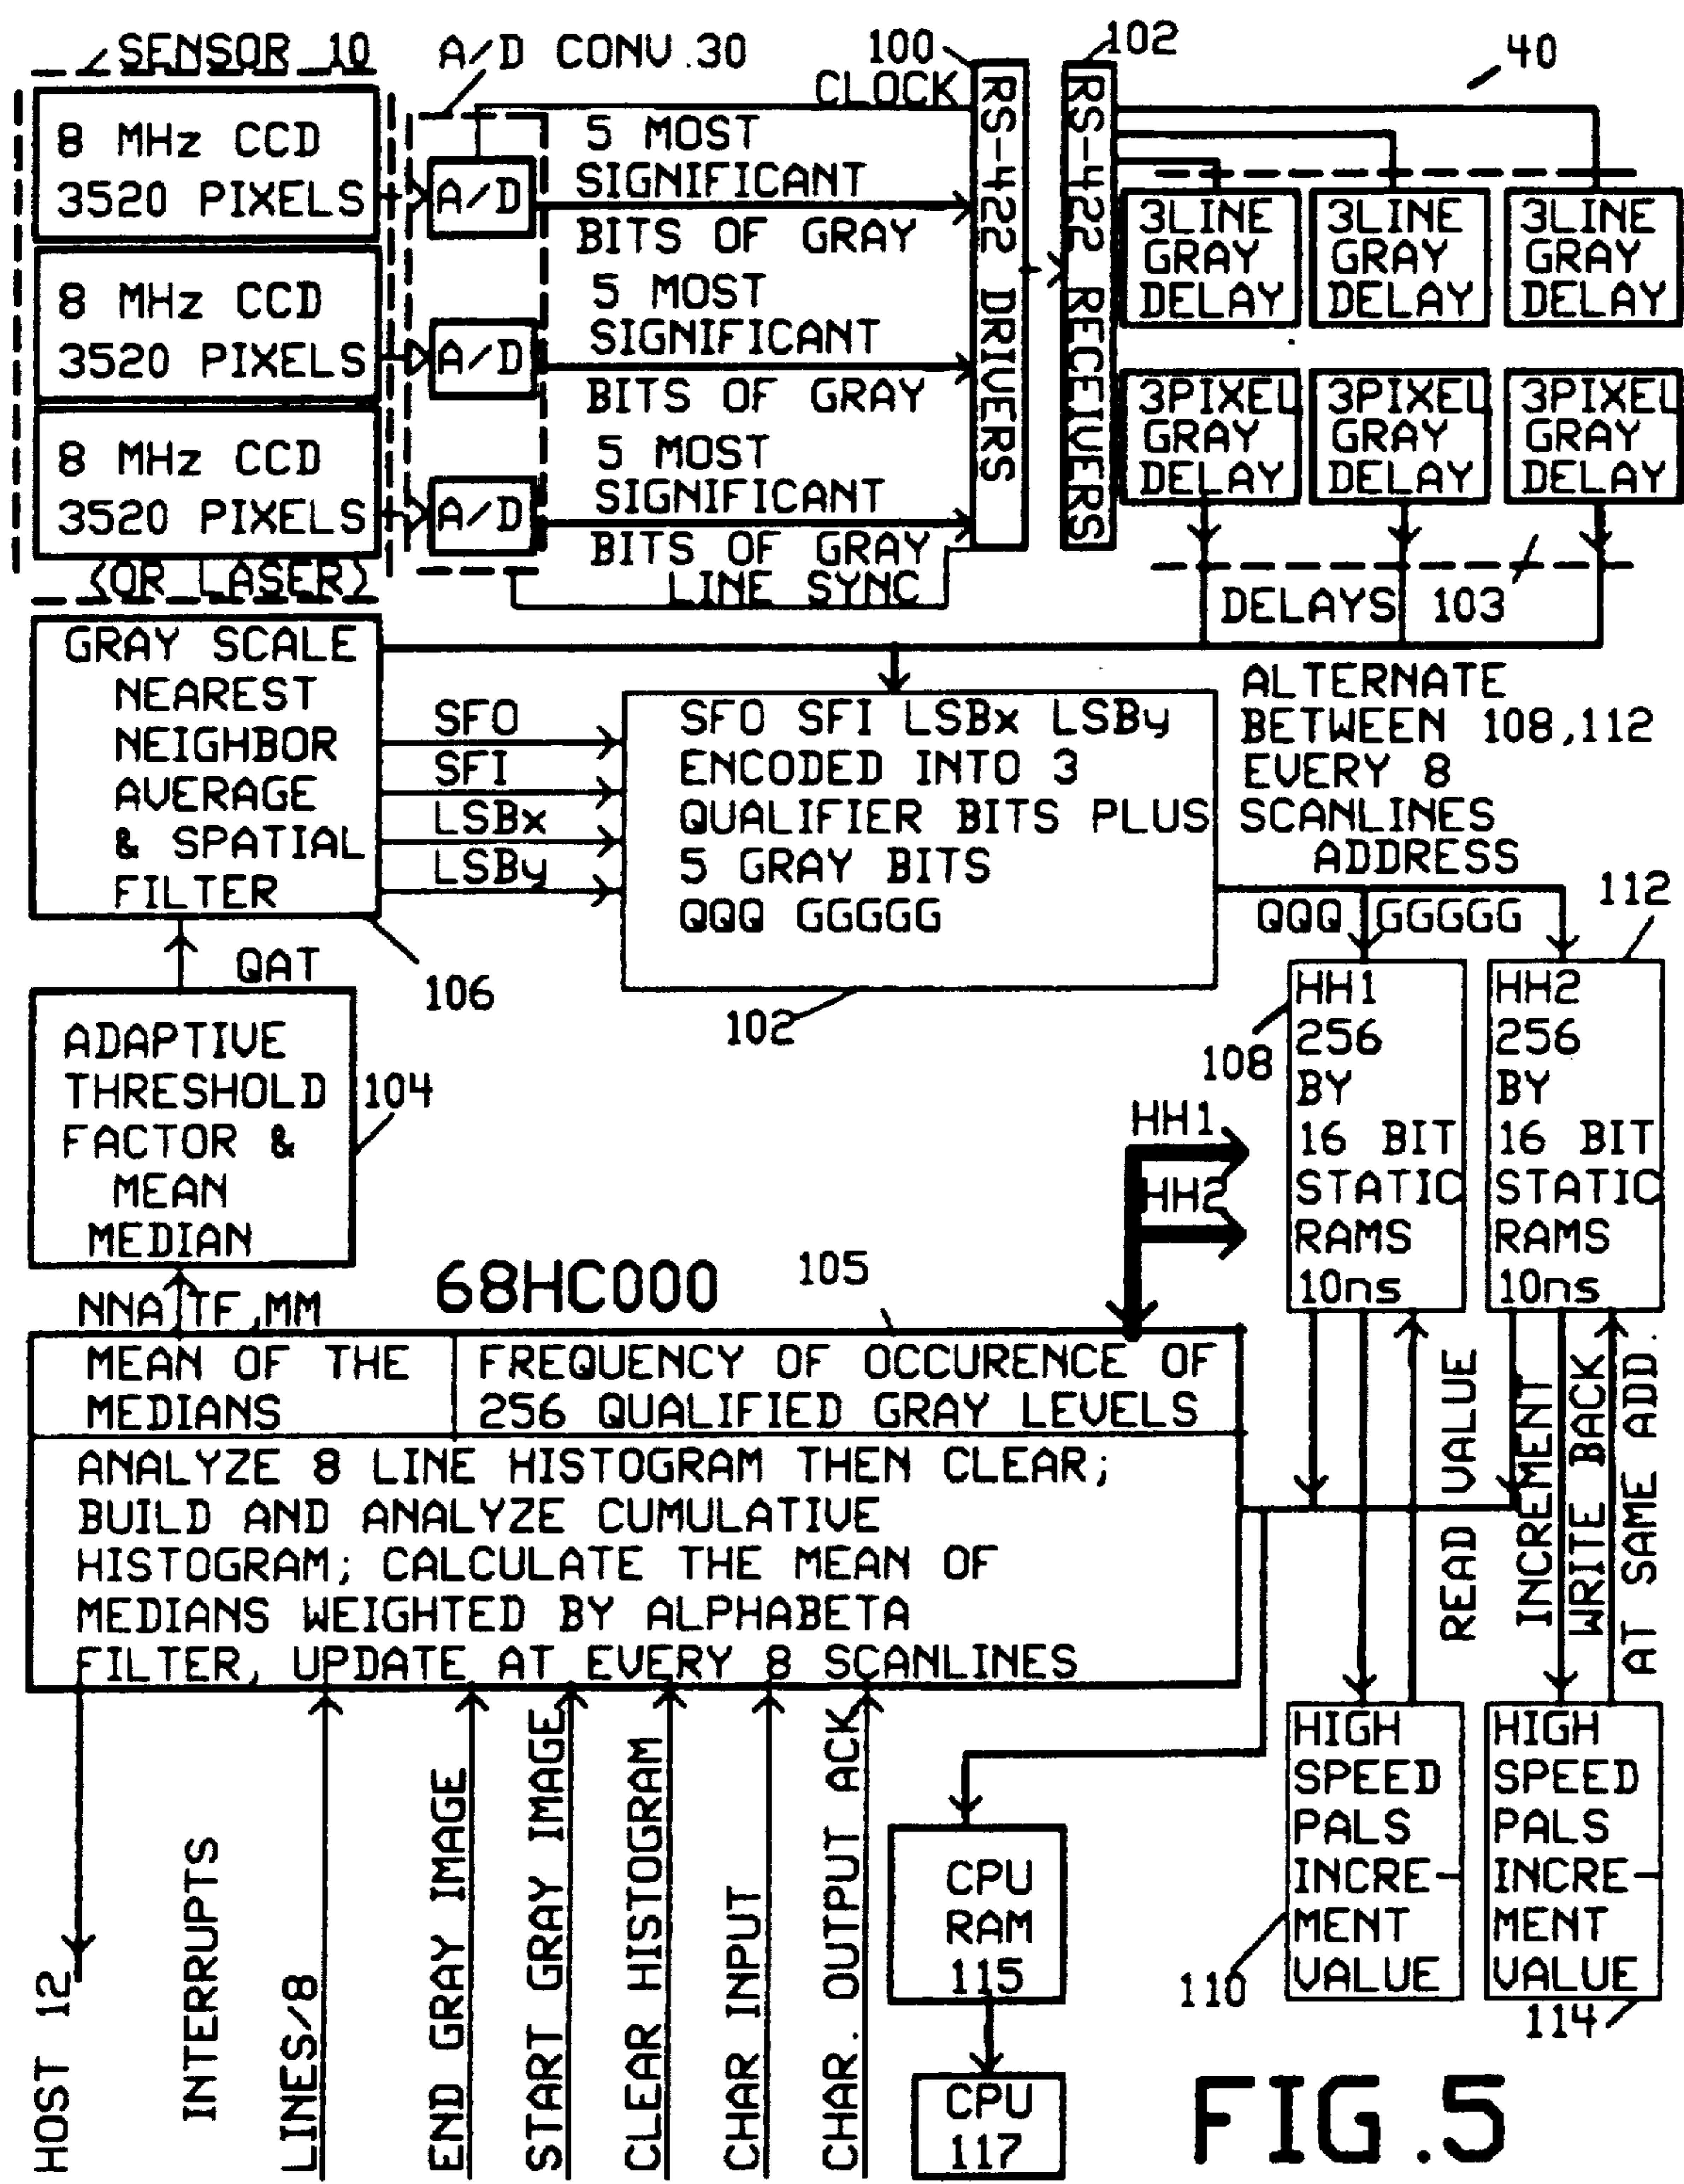 SENSOR 10
8 MHz CCD
3520 PIXELS
8 MHz CCD
3520 PIXELS
8 MHz CCD
3520 PIXELS
(OR LASER)
A/D CONV.30
A/D
A/D
A/D
CLOCK
5 MOST
SIGNIFICANT
BITS OF GRAY
5 MOST
SIGNIFICANT
BITS OF GRAY
5 MOST
SIGNIFICANT
BITS OF GRAY
LINE SYNC
100
RS-422 DRIVERS
102
RS-422 RECEIVERS
40
3LINE
GRAY
DELAY
3LINE
GRAY
DELAY
3LINE
GRAY
DELAY
3PIXEL
GRAY
DELAY
3PIXEL
GRAY
DELAY
3PIXEL
GRAY
DELAY
DELAYS 103
GRAY SCALE
NEAREST
NEIGHBOR
AVERAGE
& SPATIAL
FILTER
106
SFO
SFI
LSBx
LSBy
SFO SFI LSBx LSBy
ENCODED INTO 3
QUALIFIER BITS PLUS
5 GRAY BITS
QQQ GGGGG
102
ALTERNATE
BETWEEN 108,112
EVERY 8
SCANLINES
ADDRESS
QQQ GGGGG
112
QAT
ADAPTIVE
THRESHOLD
FACTOR &
MEAN
MEDIAN
104
108
HH1
256
BY
16 BIT
STATIC
RAMS
10ns
HH2
256
BY
16 BIT
STATIC
RAMS
10ns
HH1
HH2
NNA TF,MM
68HC000
105
MEAN OF THE
MEDIANS
FREQUENCY OF OCCURENCE OF
256 QUALIFIED GRAY LEVELS
ANALYZE 8 LINE HISTOGRAM THEN CLEAR;
BUILD AND ANALYZE CUMULATIVE
HISTOGRAM; CALCULATE THE MEAN OF
MEDIANS WEIGHTED BY ALPHABETA
FILTER, UPDATE AT EVERY 8 SCANLINES
READ VALUE
INCREMENT
WRITE BACK
AT SAME ADD.
HOST 12
INTERRUPTS
LINES/8
END GRAY IMAGE
START GRAY IMAGE
CLEAR HISTOGRAM
CHAR INPUT
CHAR. OUTPUT ACK
CPU
RAM
115
CPU
117
HIGH
SPEED
PALS
INCRE-
MENT
VALUE
110
HIGH
SPEED
PALS
INCRE-
MENT
VALUE
114
FIG.5